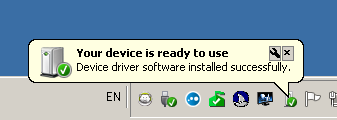 Your device is ready to use
Device driver software installed successfully.
EN